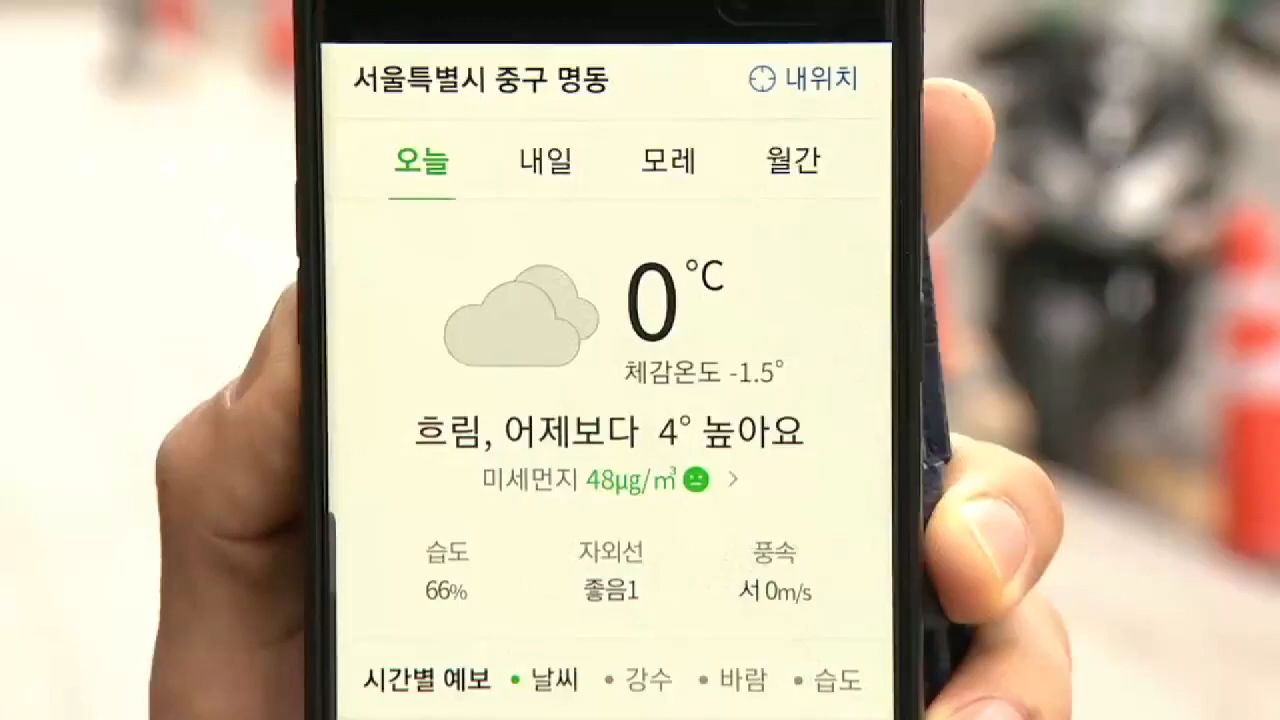 서울특별시 중구 명동 내위치
오늘 내일 모레 월간
0°C
체감온도 -1.5°
흐림, 어제보다 4° 높아요
미세먼지 48μg/㎥
습도 자외선 풍속
66% 좋음1 서 0m/s
시간별 예보 • 날씨 • 강수 • 바람 • 습도